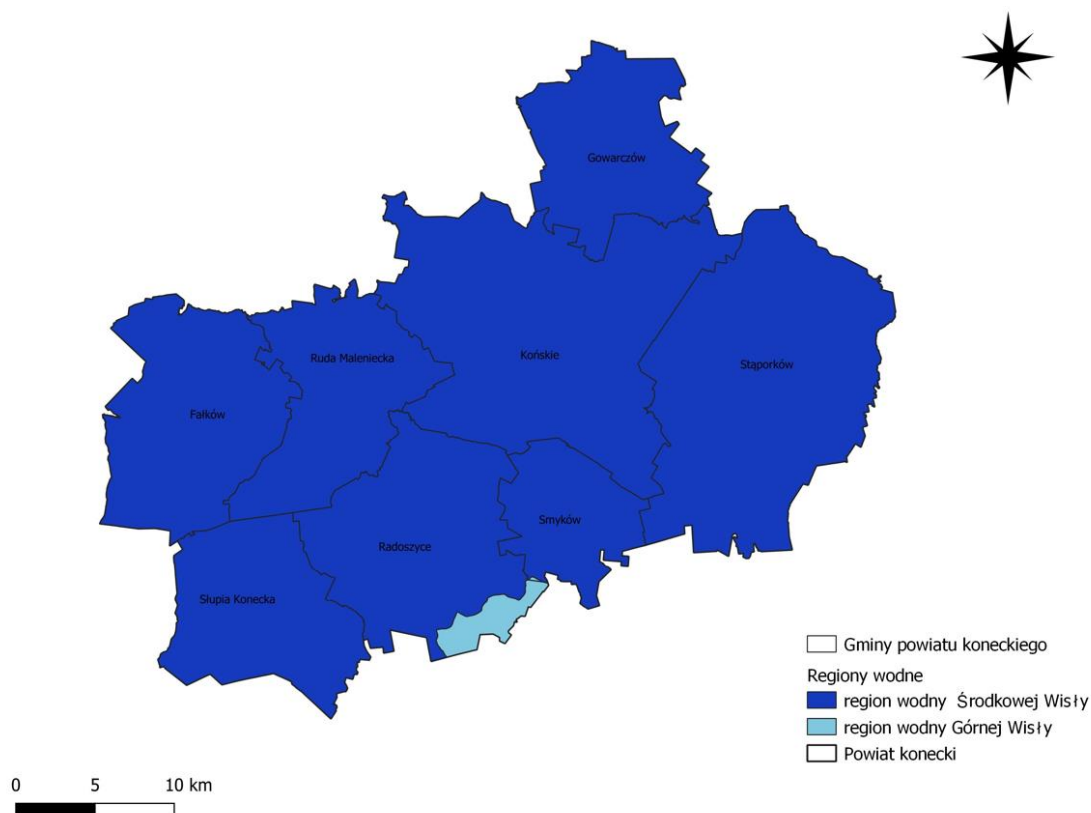 Gowarczów
Ruda Maleniecka
Końskie
Stąporków
Fałków
Smyków
Radoszyce
Słupia Konecka
Gminy powiatu koneckiego
Regiony wodne
region wodny Środkowej Wisły
region wodny Górnej Wisły
Powiat konecki
0 5 10 km